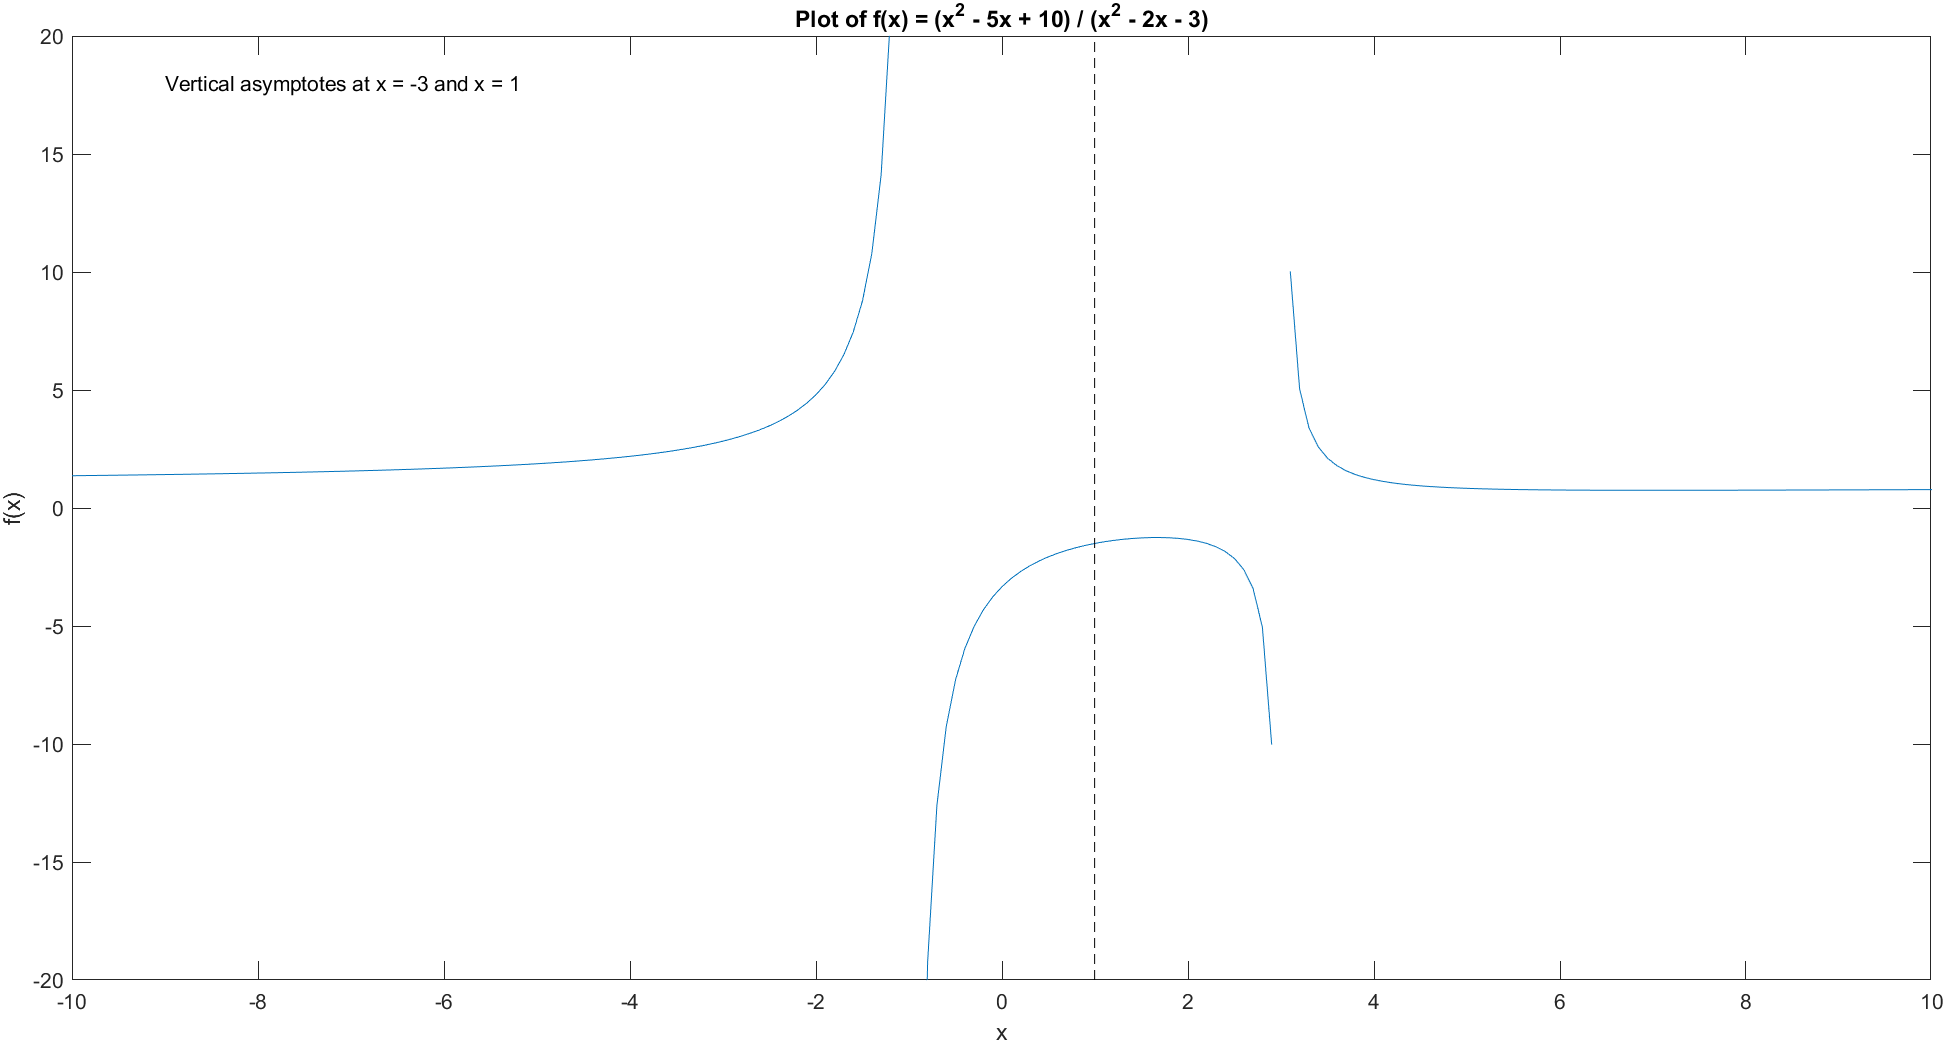 Plot of f(x) = (x² - 5x + 10) / (x² - 2x - 3)
Vertical asymptotes at x = -3 and x = 1
20
15
10
5
0
-5
-10
-15
-20
f(x)
-10 -8 -6 -4 -2 0 2 4 6 8 10
x